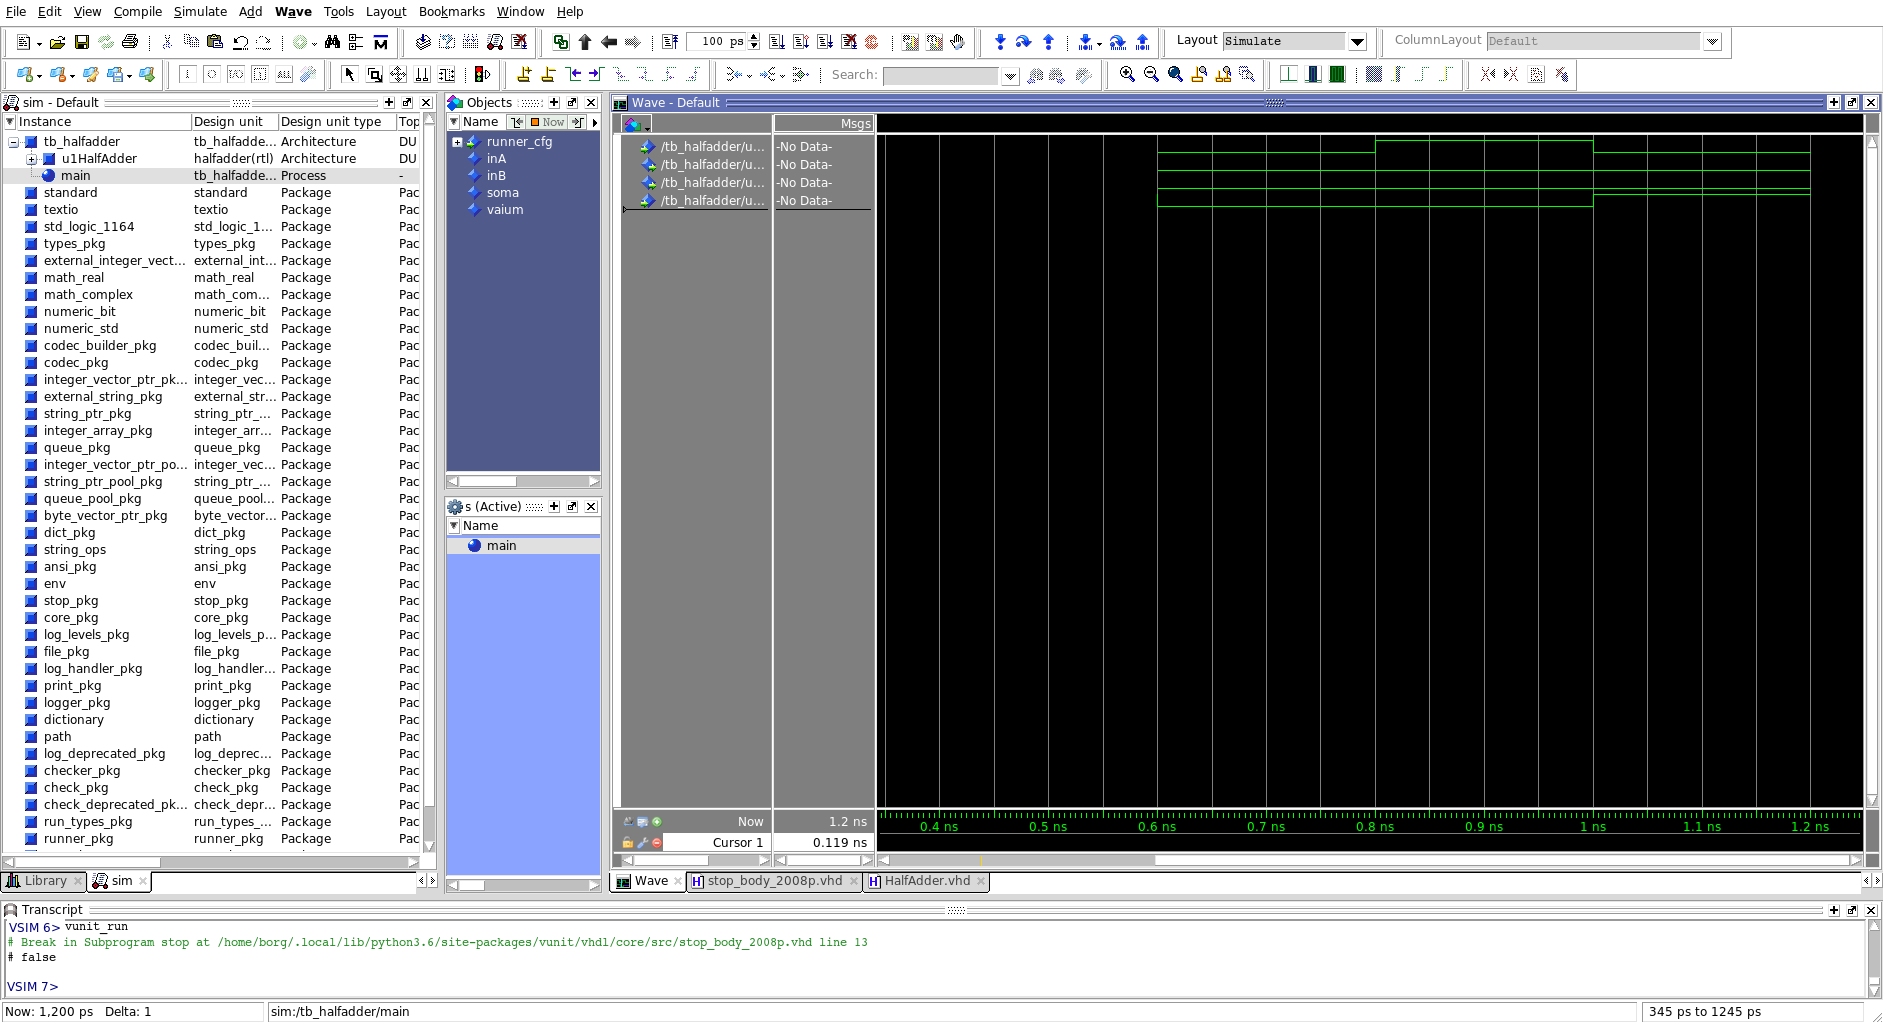 File Edit View Compile Simulate Add Wave Tools Layout Bookmarks Window Help
100 ps
Layout Simulate
ColumnLayout Default
Search:
sim - Default
Instance Design unit Design unit type Top
tb_halfadder tb_halfadde... Architecture DU
u1HalfAdder halfadder(rtl) Architecture DU
main tb_halfadde... Process -
standard standard Package Pac
textio textio Package Pac
std_logic_1164 std_logic_1... Package Pac
types_pkg types_pkg Package Pac
external_integer_vect... external_int... Package Pac
math_real math_real Package Pac
math_complex math_com... Package Pac
numeric_bit numeric_bit Package Pac
numeric_std numeric_std Package Pac
codec_builder_pkg codec_buil... Package Pac
codec_pkg codec_pkg Package Pac
integer_vector_ptr_pk... integer_vec... Package Pac
external_string_pkg external_str... Package Pac
string_ptr_pkg string_ptr_... Package Pac
integer_array_pkg integer_arr... Package Pac
queue_pkg queue_pkg Package Pac
integer_vector_ptr_po... integer_vec... Package Pac
string_ptr_pool_pkg string_ptr_... Package Pac
queue_pool_pkg queue_pool... Package Pac
byte_vector_ptr_pkg byte_vector... Package Pac
dict_pkg dict_pkg Package Pac
string_ops string_ops Package Pac
ansi_pkg ansi_pkg Package Pac
env env Package Pac
stop_pkg stop_pkg Package Pac
core_pkg core_pkg Package Pac
log_levels_pkg log_levels_p... Package Pac
file_pkg file_pkg Package Pac
log_handler_pkg log_handler... Package Pac
print_pkg print_pkg Package Pac
logger_pkg logger_pkg Package Pac
dictionary dictionary Package Pac
path path Package Pac
log_deprecated_pkg log_deprec... Package Pac
checker_pkg checker_pkg Package Pac
check_pkg check_pkg Package Pac
check_deprecated_pk... check_depr... Package Pac
run_types_pkg run_types_... Package Pac
runner_pkg runner_pkg Package Pac
Library sim
Objects
Name Now
runner_cfg
inA
inB
soma
vaium
s (Active)
Name
main
Wave - Default
Msgs
/tb_halfadder/u... -No Data-
/tb_halfadder/u... -No Data-
/tb_halfadder/u... -No Data-
/tb_halfadder/u... -No Data-
Now 1.2 ns
Cursor 1 0.119 ns
0.4 ns 0.5 ns 0.6 ns 0.7 ns 0.8 ns 0.9 ns 1 ns 1.1 ns 1.2 ns
Wave stop_body_2008p.vhd HalfAdder.vhd
Transcript
VSIM 6> vunit_run
# Break in Subprogram stop at /home/borg/.local/lib/python3.6/site-packages/vunit/vhdl/core/src/stop_body_2008p.vhd line 13
# false
VSIM 7>
Now: 1,200 ps Delta: 1
sim:/tb_halfadder/main
345 ps to 1245 ps